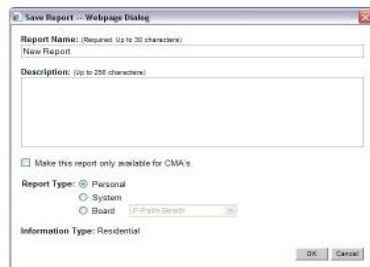 Save Report -- Webpage Dialog
Report Name: (Required. Up to 30 characters)
New Report
Description: (Up to 256 characters)
Make this report only available for CMA's.
Report Type: Personal
System
Board P-Palm Beach
Information Type: Residential
OK Cancel